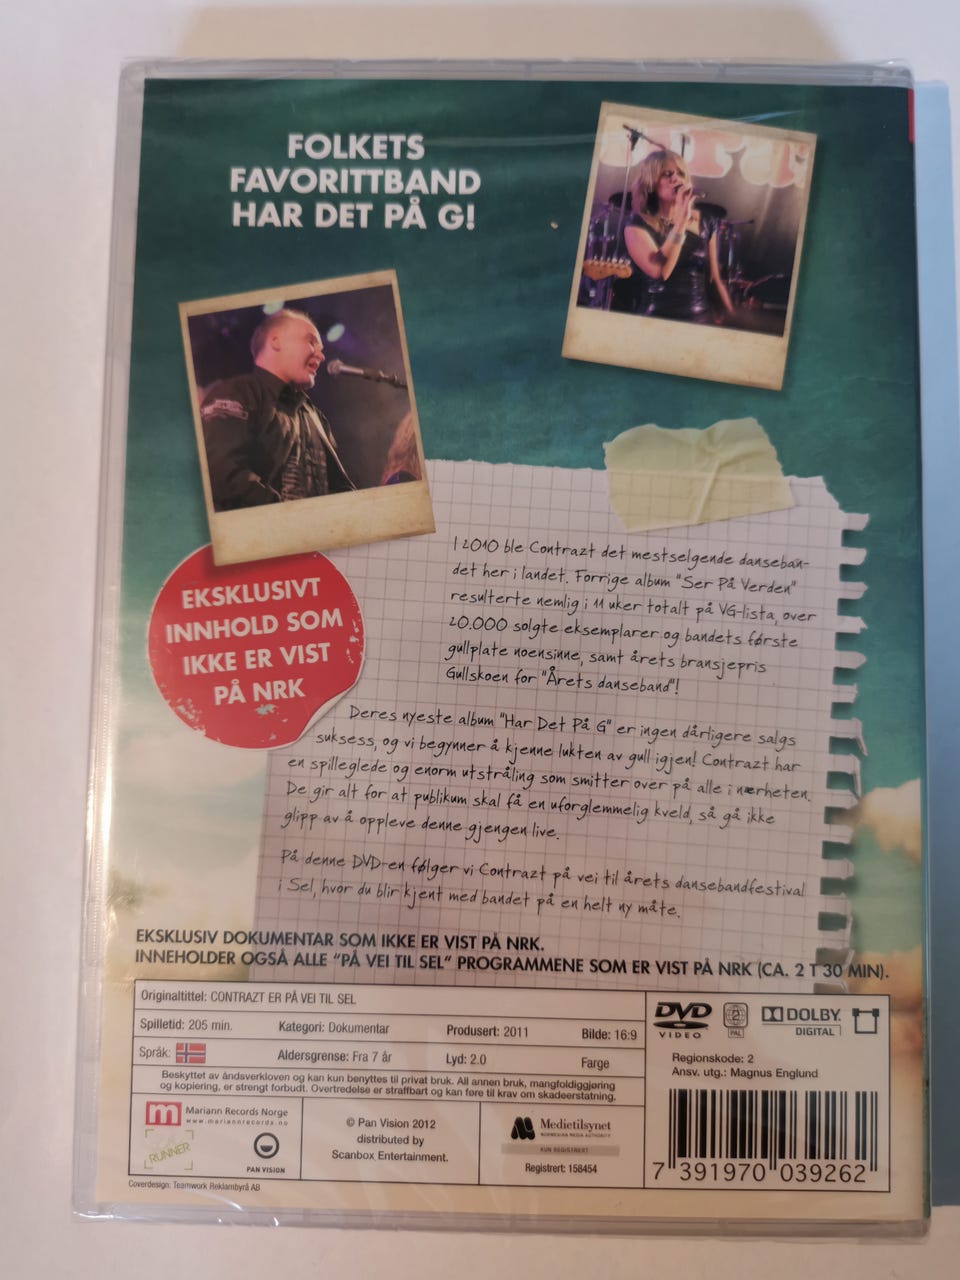 FOLKETS
FAVORITTBAND
HAR DET PÅ G!
EKSKLUSIVT
INNHOLD SOM
IKKE ER VIST
PÅ NRK
I 2010 ble Contrazt det mestselgende danseban-
det her i landet. Forrige album "Ser På Verden"
resulterte nemlig i 11 uker totalt på VG-lista, over
20.000 solgte eksemplarer og bandets første
gullplate noensinne, samt årets bransjepris
Gullskoen for "Årets danseband"!
Deres nyeste album "Har Det På G" er ingen dårligere salgs
suksess, og vi begynner å kjenne lukten av gull igjen! Contrazt har
en spilleglede og enorm utstråling som smitter over på alle i nærheten.
De gir alt for at publikum skal få en uforglemmelig kveld, så gå ikke
glipp av å oppleve denne gjengen live.
På denne DVD-en følger vi Contrazt på vei til årets dansebandfestival
i Sel, hvor du blir kjent med bandet på en helt ny måte.
EKSKLUSIV DOKUMENTAR SOM IKKE ER VIST PÅ NRK.
INNEHOLDER OGSÅ ALLE "PÅ VEI TIL SEL" PROGRAMMENE SOM ER VIST PÅ NRK (CA. 2 T 30 MIN).
Originaltittel: CONTRAZT ER PÅ VEI TIL SEL
Spilletid: 205 min. Kategori: Dokumentar Produsert: 2011 Bilde: 16:9
Språk: Aldersgrense: Fra 7 år Lyd: 2.0 Farge
Beskyttet av åndsverkloven og kan kun benyttes til privat bruk. All annen bruk, mangfoldiggjøring
og kopiering, er strengt forbudt. Overtredelse er straffbart og kan føre til krav om skadeerstatning.
m Mariann Records Norge
www.mariannrecords.no
RUNNER
PAN VISION
© Pan Vision 2012
distributed by
Scanbox Entertainment.
Medietilsynet
NORWEGIAN MEDIA AUTHORITY
KUN REGISTRERT
Registrert: 158454
DVD
VIDEO
2
PAL
DOLBY
DIGITAL
Regionskode: 2
Ansv. utg.: Magnus Englund
7 391970 039262
Coverdesign: Teamwork Reklambyrå AB